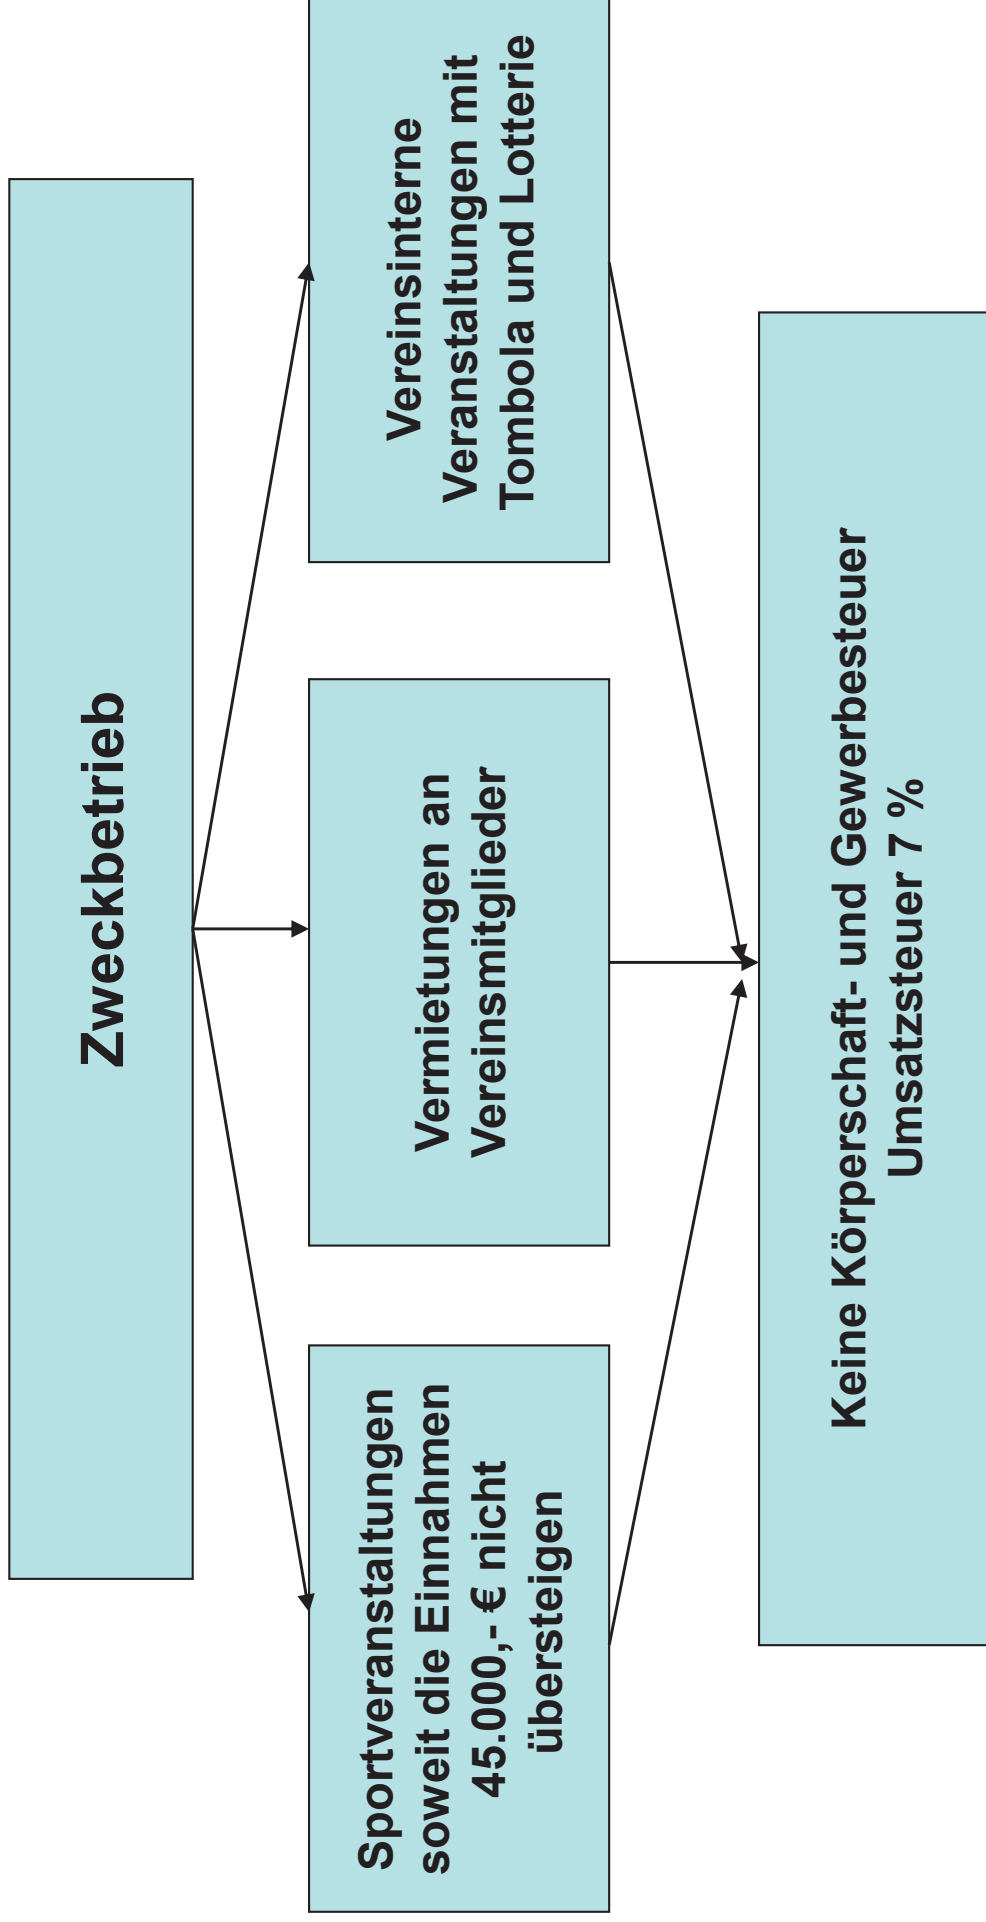 Zweckbetrieb
Sportveranstaltungen
soweit die Einnahmen
45.000,- € nicht
übersteigen
Vermietungen an
Vereinsmitglieder
Vereinsinterne
Veranstaltungen mit
Tombola und Lotterie
Keine Körperschaft- und Gewerbesteuer
Umsatzsteuer 7 %